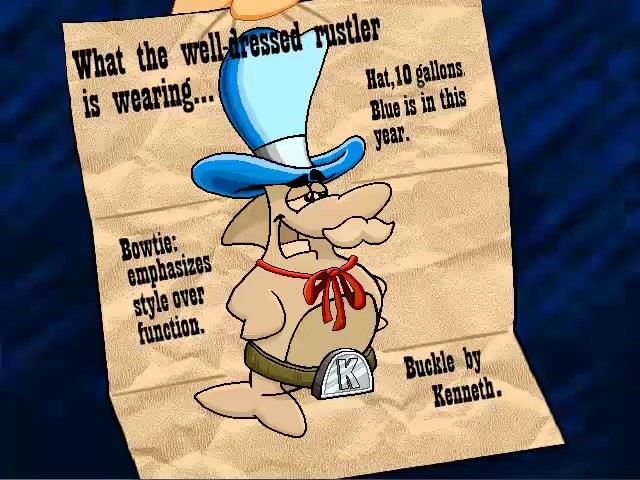 What the well-dressed rustler
is wearing...
Hat, 10 gallons.
Blue is in this
year.
Bowtie:
emphasizes
style over
function.
K
Buckle by
Kenneth.